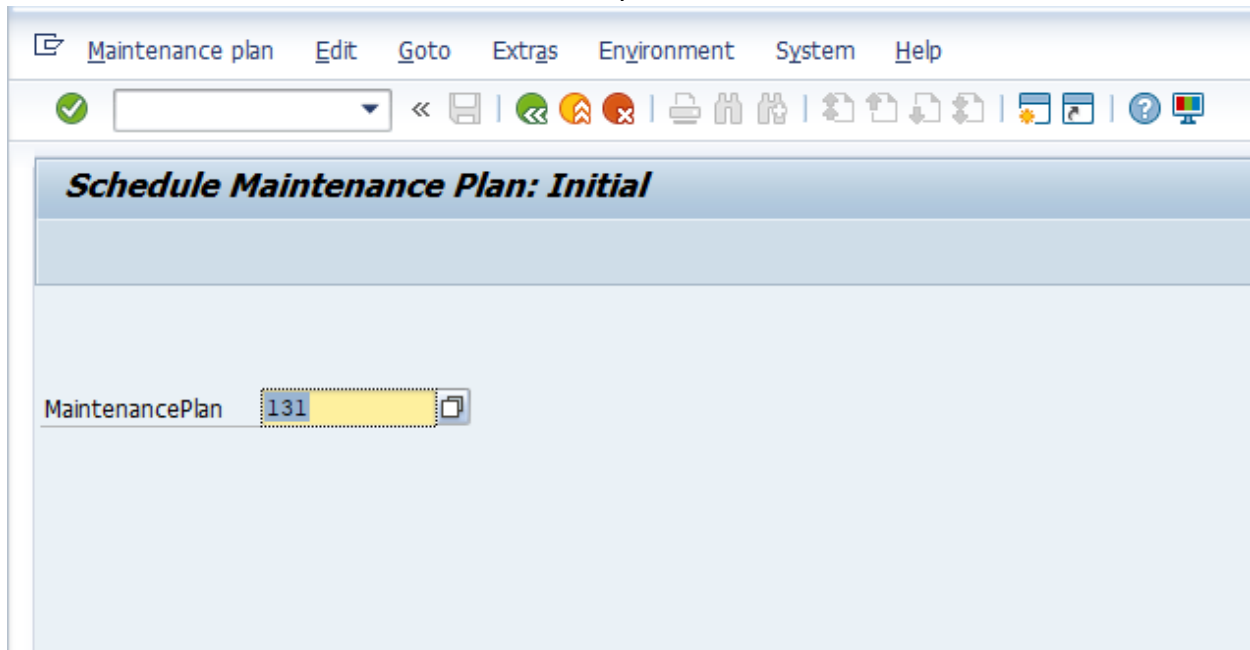 Maintenance plan Edit Goto Extras Environment System Help
Schedule Maintenance Plan: Initial
MaintenancePlan 131